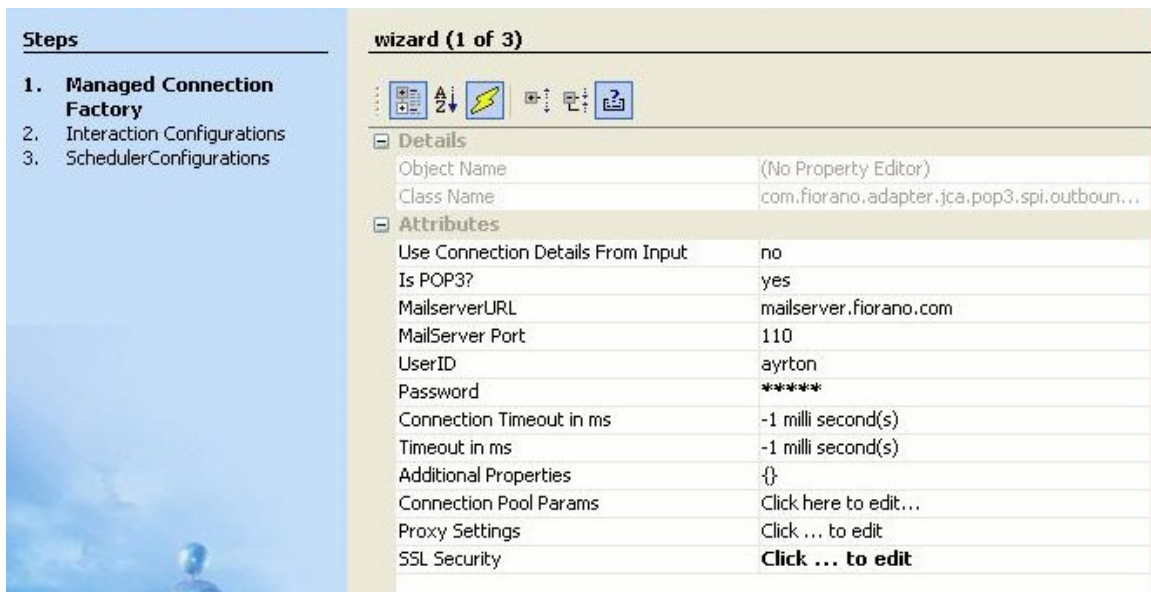 Steps
1. Managed Connection
Factory
2. Interaction Configurations
3. SchedulerConfigurations
wizard (1 of 3)
Details
Object Name (No Property Editor)
Class Name com.fiorano.adapter.jca.pop3.spi.outboun...
Attributes
Use Connection Details From Input no
Is POP3? yes
MailserverURL mailserver.fiorano.com
MailServer Port 110
UserID ayrton
Password *****
Connection Timeout in ms -1 milli second(s)
Timeout in ms -1 milli second(s)
Additional Properties {}
Connection Pool Params Click here to edit...
Proxy Settings Click ... to edit
SSL Security Click ... to edit